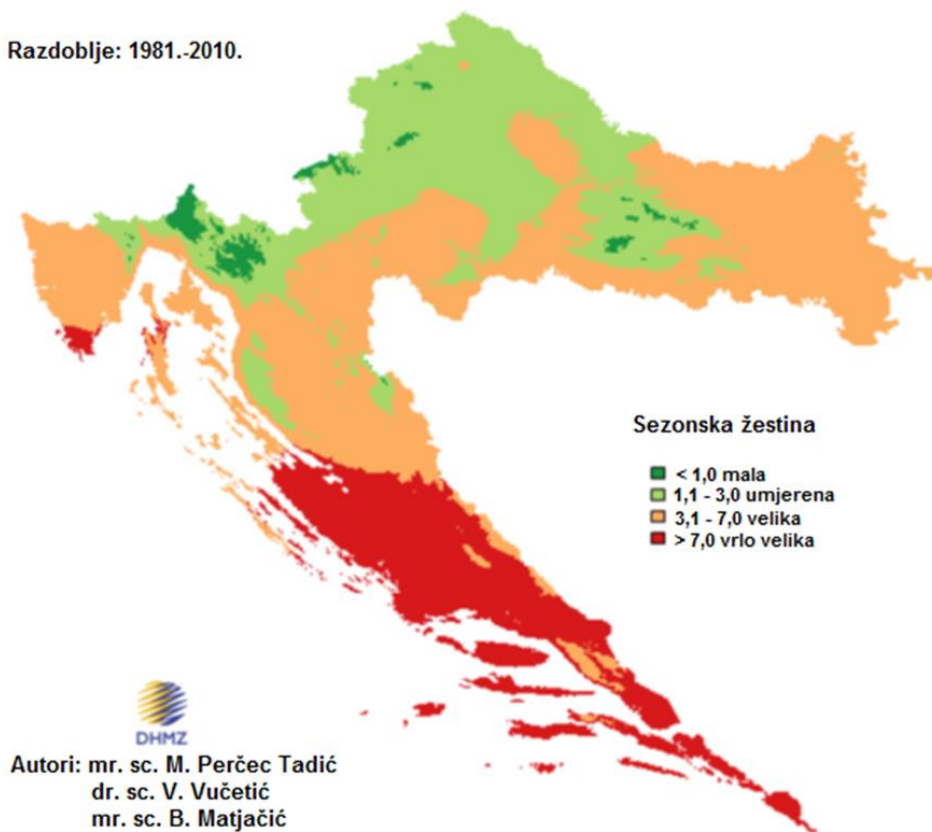 Razdoblje: 1981.-2010.
Sezonska žestina
< 1,0 mala
1,1 - 3,0 umjerena
3,1 - 7,0 velika
> 7,0 vrlo velika
DHMZ
Autori: mr. sc. M. Perčec Tadić
dr. sc. V. Vučetić
mr. sc. B. Matjačić